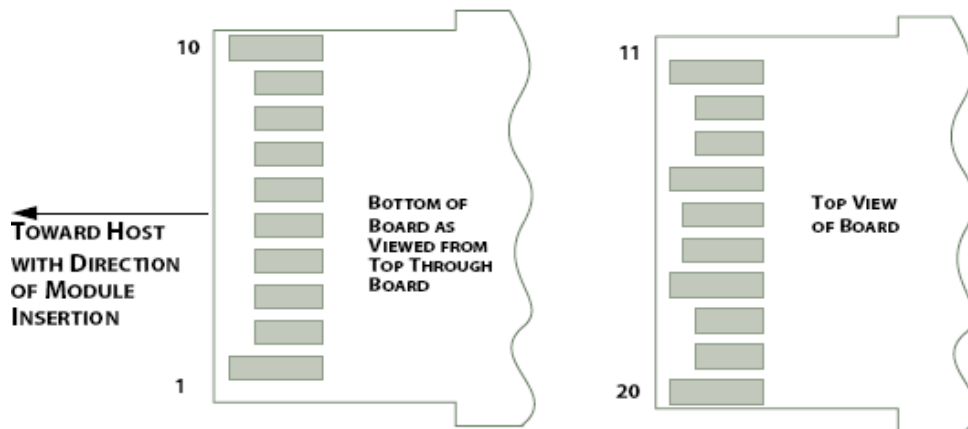 10
TOWARD HOST
WITH DIRECTION
OF MODULE
INSERTION
1
BOTTOM OF
BOARD AS
VIEWED FROM
TOP THROUGH
BOARD
11
TOP VIEW
OF BOARD
20